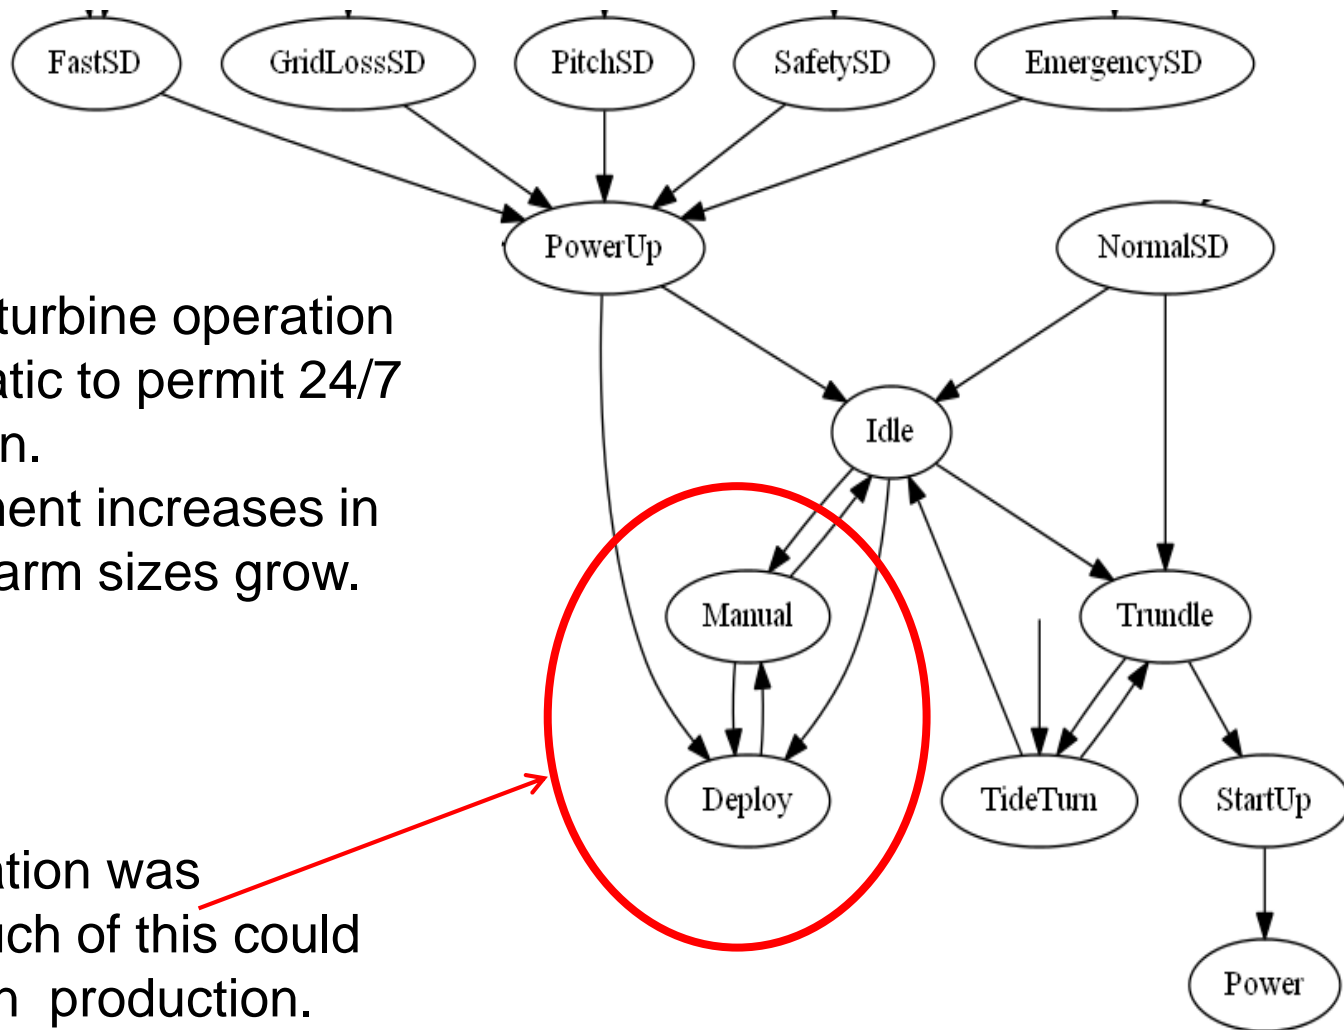 FastSD GridLossSD PitchSD SafetySD EmergencySD
PowerUp NormalSD
turbine operation
atic to permit 24/7
n.
Idle
nent increases in
arm sizes grow.
Manual Trundle
Deploy TideTurn StartUp
ation was
uch of this could
n production.
Power